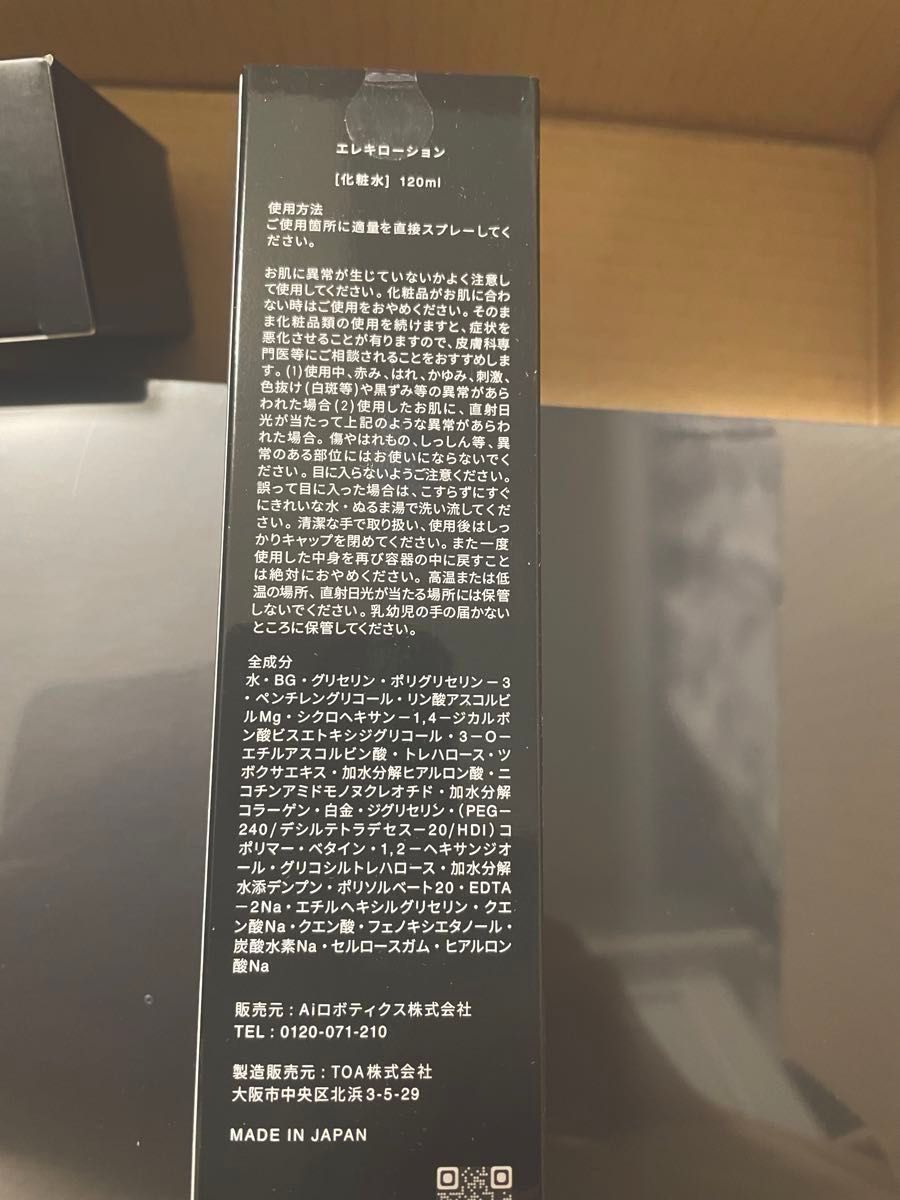 エレキローション
[化粧水] 120ml
使用方法
ご使用箇所に適量を直接スプレーしてく
ださい。
お肌に異常が生じていないかよく注意し
て使用してください。化粧品がお肌に合わ
ない時はご使用をおやめください。そのま
ま化粧品類の使用を続けますと、症状を
悪化させることが有りますので、皮膚科専
門医等にご相談されることをおすすめしま
す。(1)使用中、赤み、はれ、かゆみ、刺激、
色抜け(白斑等)や黒ずみ等の異常があら
われた場合(2)使用したお肌に、直射日
光が当たって上記のような異常があらわ
れた場合。傷やはれもの、しっしん等、異
常のある部位にはお使いにならないでく
ださい。目に入らないようご注意ください。
誤って目に入った場合は、こすらずにすぐ
にきれいな水・ぬるま湯で洗い流してくだ
さい。清潔な手で取り扱い、使用後はしっ
かりキャップを閉めてください。また一度
使用した中身を再び容器の中に戻すこと
は絶対におやめください。高温または低
温の場所、直射日光が当たる場所には保管
しないでください。乳幼児の手の届かない
ところに保管してください。
全成分
水・BG・グリセリン・ポリグリセリン−3
・ペンチレングリコール・リン酸アスコルビ
ルMg・シクロヘキサン−1,4−ジカルボ
ン酸ビスエトキシジグリコール・3−O−
エチルアスコルビン酸・トレハロース・ツ
ボクサエキス・加水分解ヒアルロン酸・ニ
コチンアミドモノヌクレオチド・加水分解
コラーゲン・白金・ジグリセリン・(PEG−
240/デシルテトラデセス−20/HDI)コ
ポリマー・ベタイン・1,2−ヘキサンジオ
ール・グリコシルトレハロース・加水分解
水添デンプン・ポリソルベート20・EDTA
−2Na・エチルヘキシルグリセリン・クエ
ン酸Na・クエン酸・フェノキシエタノール・
炭酸水素Na・セルロースガム・ヒアルロン
酸Na
販売元：Aiロボティクス株式会社
TEL：0120-071-210
製造販売元：TOA株式会社
大阪市中央区北浜3-5-29
MADE IN JAPAN